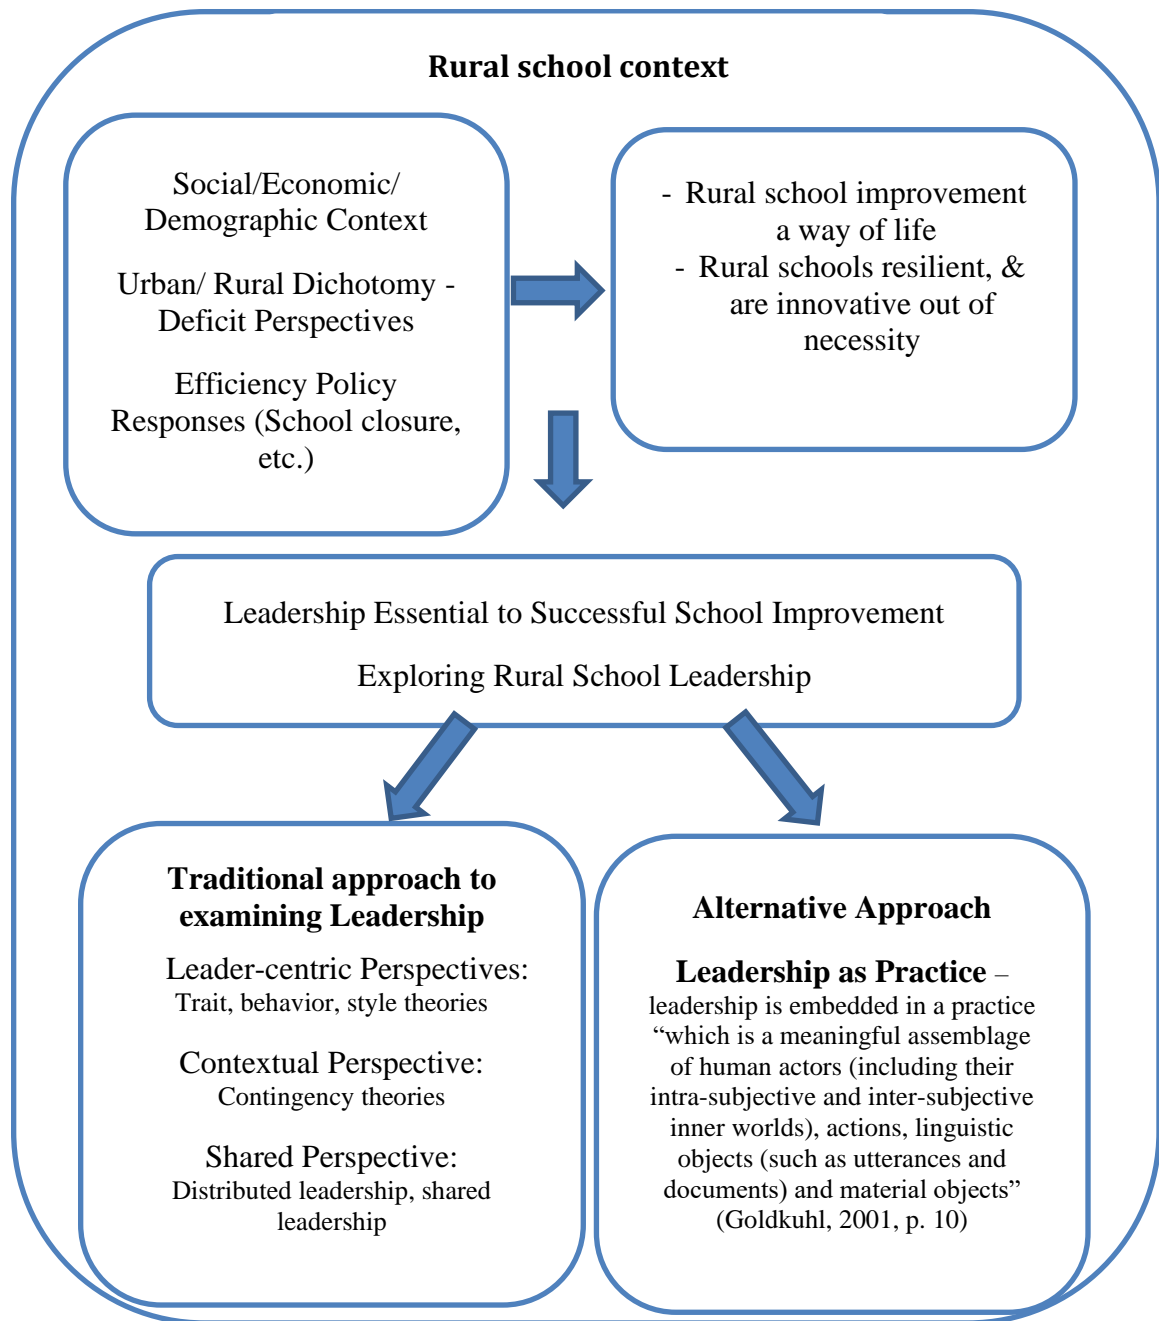 Rural school context
Social/Economic/
Demographic Context
Urban/ Rural Dichotomy -
Deficit Perspectives
Efficiency Policy
Responses (School closure,
etc.)
- Rural school improvement
a way of life
- Rural schools resilient, &
are innovative out of
necessity
Leadership Essential to Successful School Improvement
Exploring Rural School Leadership
Traditional approach to
examining Leadership
Leader-centric Perspectives:
Trait, behavior, style theories
Contextual Perspective:
Contingency theories
Shared Perspective:
Distributed leadership, shared
leadership
Alternative Approach
Leadership as Practice –
leadership is embedded in a practice
“which is a meaningful assemblage
of human actors (including their
intra-subjective and inter-subjective
inner worlds), actions, linguistic
objects (such as utterances and
documents) and material objects”
(Goldkuhl, 2001, p. 10)